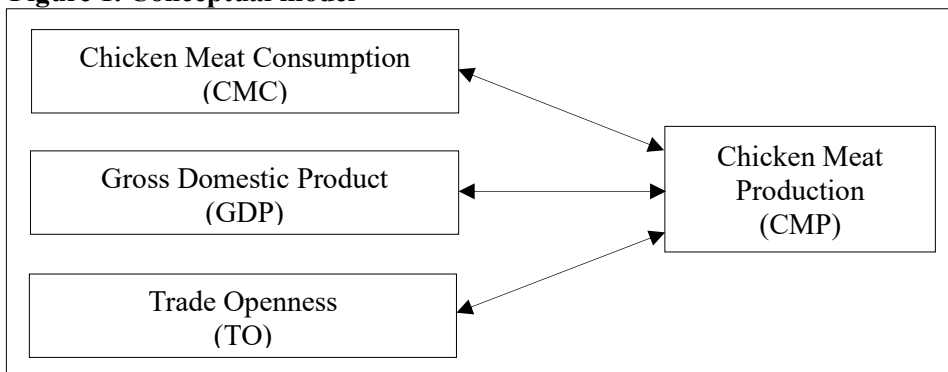 Figure 1. Conceptual model
Chicken Meat Consumption
(CMC)
Gross Domestic Product
(GDP)
Trade Openness
(TO)
Chicken Meat
Production
(CMP)